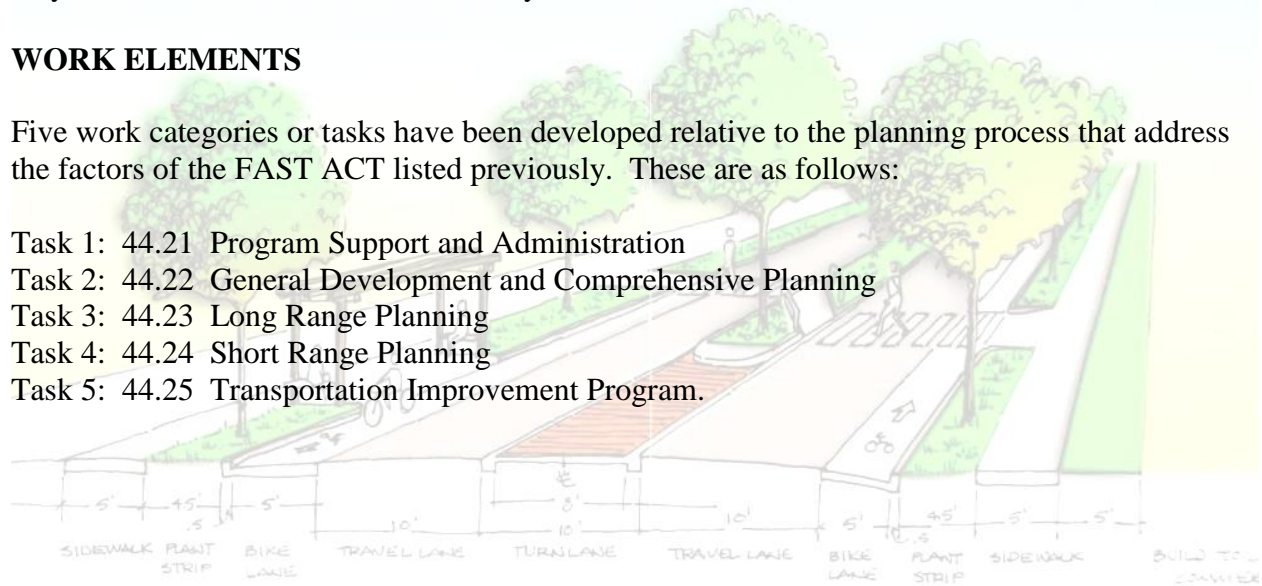 WORK ELEMENTS
Five work categories or tasks have been developed relative to the planning process that address
the factors of the FAST ACT listed previously.  These are as follows:
Task 1:  44.21  Program Support and Administration
Task 2:  44.22  General Development and Comprehensive Planning
Task 3:  44.23  Long Range Planning
Task 4:  44.24  Short Range Planning
Task 5:  44.25  Transportation Improvement Program.
5' 4.5' .5 5' 10' 8' 10' 10' 5' .5 4.5' 5' 5'
SIDEWALK PLANT STRIP BIKE LANE TRAVEL LANE TURN LANE TRAVEL LANE BIKE LANE PLANT STRIP SIDEWALK BUILD TO